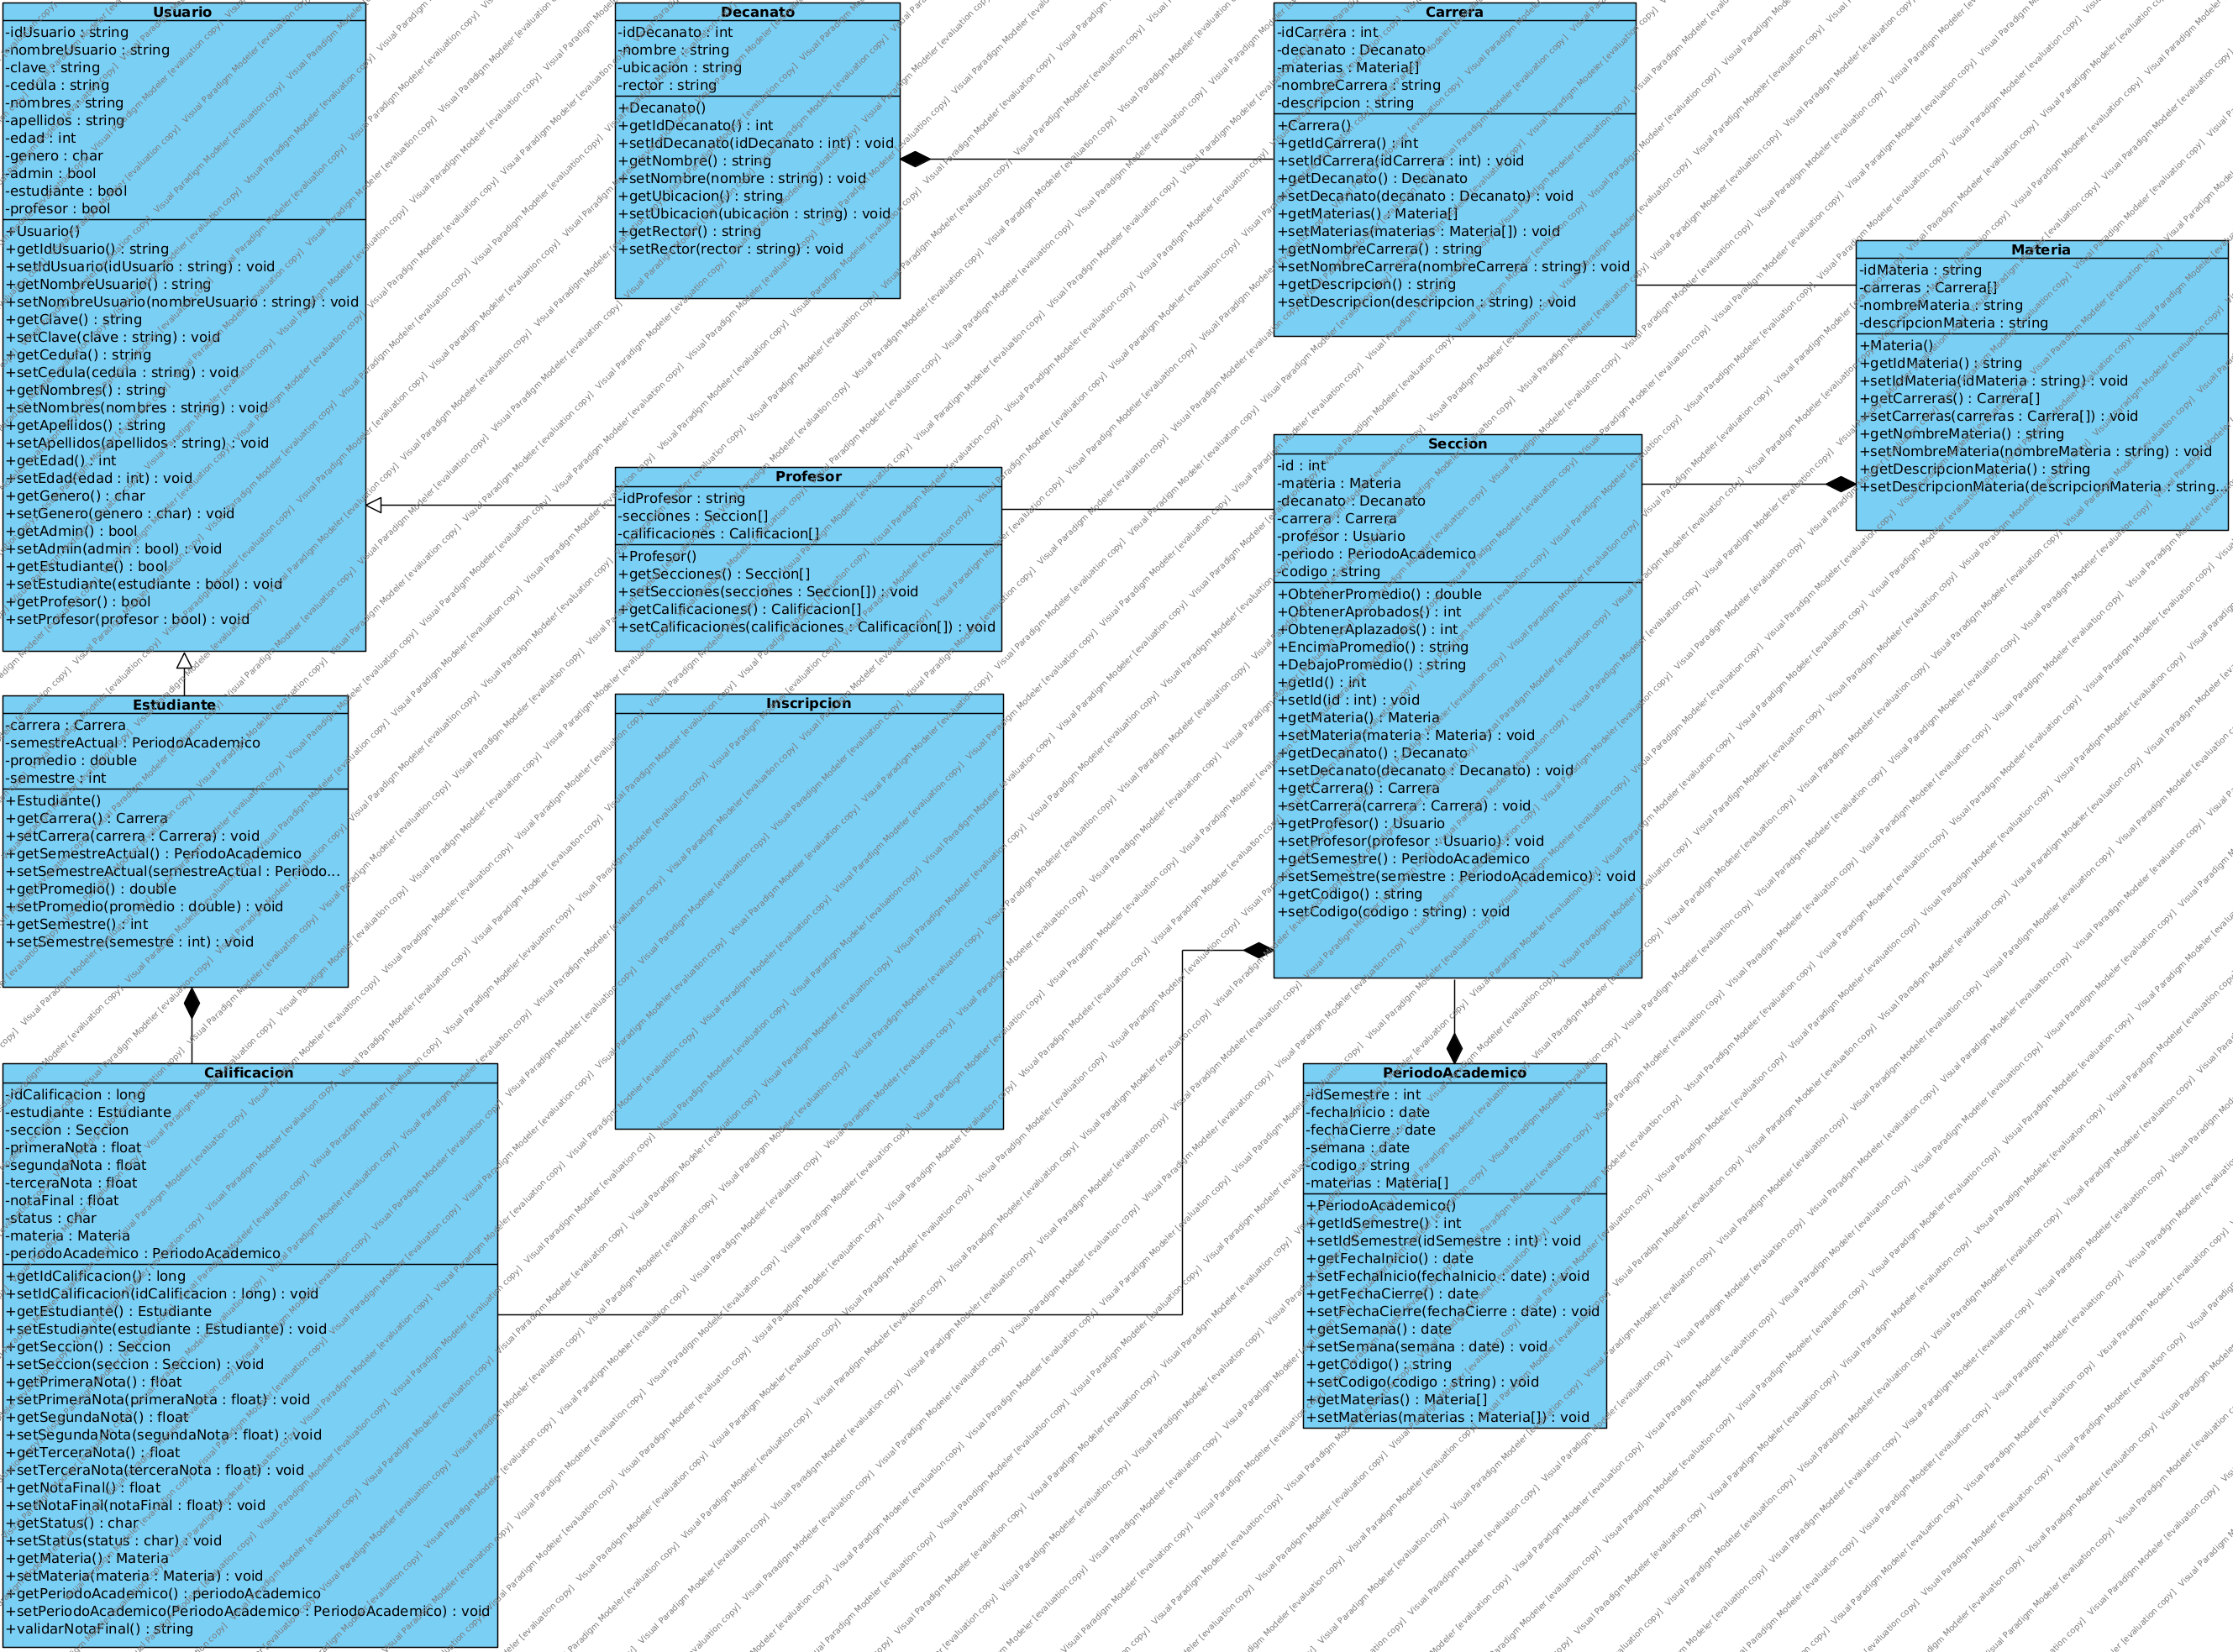 Usuario
-idUsuario : string
-nombreUsuario : string
-clave : string
-cedula : string
-nombres : string
-apellidos : string
-edad : int
-genero : char
-admin : bool
-estudiante : bool
-profesor : bool
+Usuario()
+getIdUsuario() : string
+setIdUsuario(idUsuario : string) : void
+getNombreUsuario() : string
+setNombreUsuario(nombreUsuario : string) : void
+getClave() : string
+setClave(clave : string) : void
+getCedula() : string
+setCedula(cedula : string) : void
+getNombres() : string
+setNombres(nombres : string) : void
+getApellidos() : string
+setApellidos(apellidos : string) : void
+getEdad() : int
+setEdad(edad : int) : void
+getGenero() : char
+setGenero(genero : char) : void
+getAdmin() : bool
+setAdmin(admin : bool) : void
+getEstudiante() : bool
+setEstudiante(estudiante : bool) : void
+getProfesor() : bool
+setProfesor(profesor : bool) : void
Decanato
-idDecanato : int
-nombre : string
-ubicacion : string
-rector : string
+Decanato()
+getIdDecanato() : int
+setIdDecanato(idDecanato : int) : void
+getNombre() : string
+setNombre(nombre : string) : void
+getUbicacion() : string
+setUbicacion(ubicacion : string) : void
+getRector() : string
+setRector(rector : string) : void
Carrera
-idCarrera : int
-decanato : Decanato
-materias : Materia[]
-nombreCarrera : string
-descripcion : string
+Carrera()
+getIdCarrera() : int
+setIdCarrera(idCarrera : int) : void
+getDecanato() : Decanato
+setDecanato(decanato : Decanato) : void
+getMaterias() : Materia[]
+setMaterias(materias : Materia[]) : void
+getNombreCarrera() : string
+setNombreCarrera(nombreCarrera : string) : void
+getDescripcion() : string
+setDescripcion(descripcion : string) : void
Materia
-idMateria : string
-carreras : Carrera[]
-nombreMateria : string
-descripcionMateria : string
+Materia()
+getIdMateria() : string
+setIdMateria(idMateria : string) : void
+getCarreras() : Carrera[]
+setCarreras(carreras : Carrera[]) : void
+getNombreMateria() : string
+setNombreMateria(nombreMateria : string) : void
+getDescripcionMateria() : string
+setDescripcionMateria(descripcionMateria : string...
Profesor
-idProfesor : string
-secciones : Seccion[]
-calificaciones : Calificacion[]
+Profesor()
+getSecciones() : Seccion[]
+setSecciones(secciones : Seccion[]) : void
+getCalificaciones() : Calificacion[]
+setCalificaciones(calificaciones : Calificacion[]) : void
Seccion
-id : int
-materia : Materia
-decanato : Decanato
-carrera : Carrera
-profesor : Usuario
-periodo : PeriodoAcademico
-codigo : string
+ObtenerPromedio() : double
+ObtenerAprobados() : int
+ObtenerAplazados() : int
+EncimaPromedio() : string
+DebajoPromedio() : string
+getId() : int
+setId(id : int) : void
+getMateria() : Materia
+setMateria(materia : Materia) : void
+getDecanato() : Decanato
+setDecanato(decanato : Decanato) : void
+getCarrera() : Carrera
+setCarrera(carrera : Carrera) : void
+getProfesor() : Usuario
+setProfesor(profesor : Usuario) : void
+getSemestre() : PeriodoAcademico
+setSemestre(semestre : PeriodoAcademico) : void
+getCodigo() : string
+setCodigo(codigo : string) : void
Estudiante
-carrera : Carrera
-semestreActual : PeriodoAcademico
-promedio : double
-semestre : int
+Estudiante()
+getCarrera() : Carrera
+setCarrera(carrera : Carrera) : void
+getSemestreActual() : PeriodoAcademico
+setSemestreActual(semestreActual : Periodo...
+getPromedio() : double
+setPromedio(promedio : double) : void
+getSemestre() : int
+setSemestre(semestre : int) : void
Inscripcion
Calificacion
-idCalificacion : long
-estudiante : Estudiante
-seccion : Seccion
-primeraNota : float
-segundaNota : float
-terceraNota : float
-notaFinal : float
-status : char
-materia : Materia
-periodoAcademico : PeriodoAcademico
+getIdCalificacion() : long
+setIdCalificacion(idCalificacion : long) : void
+getEstudiante() : Estudiante
+setEstudiante(estudiante : Estudiante) : void
+getSeccion() : Seccion
+setSeccion(seccion : Seccion) : void
+getPrimeraNota() : float
+setPrimeraNota(primeraNota : float) : void
+getSegundaNota() : float
+setSegundaNota(segundaNota : float) : void
+getTerceraNota() : float
+setTerceraNota(terceraNota : float) : void
+getNotaFinal() : float
+setNotaFinal(notaFinal : float) : void
+getStatus() : char
+setStatus(status : char) : void
+getMateria() : Materia
+setMateria(materia : Materia) : void
+getPeriodoAcademico() : periodoAcademico
+setPeriodoAcademico(PeriodoAcademico : PeriodoAcademico) : void
+validarNotaFinal() : string
PeriodoAcademico
-idSemestre : int
-fechaInicio : date
-fechaCierre : date
-semana : date
-codigo : string
-materias : Materia[]
+PeriodoAcademico()
+getIdSemestre() : int
+setIdSemestre(idSemestre : int) : void
+getFechaInicio() : date
+setFechaInicio(fechaInicio : date) : void
+getFechaCierre() : date
+setFechaCierre(fechaCierre : date) : void
+getSemana() : date
+setSemana(semana : date) : void
+getCodigo() : string
+setCodigo(codigo : string) : void
+getMaterias() : Materia[]
+setMaterias(materias : Materia[]) : void
Visual Paradigm Modeler [evaluation copy]